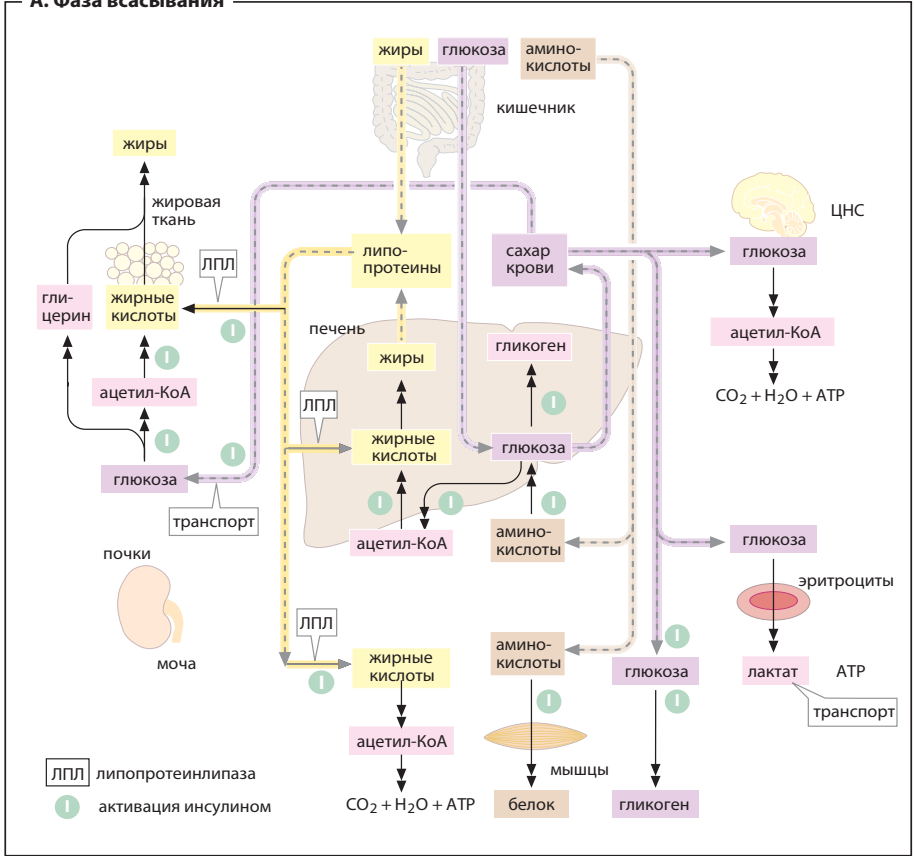 А. Фаза всасывания
жиры
глюкоза
амино-
кислоты
кишечник
жиры
жировая
ткань
ЛПЛ
липо-
протеины
сахар
крови
ЦНС
глюкоза
гли-
церин
жирные
кислоты
I
печень
гликоген
ацетил-КоА
жиры
I
ацетил-КоА
I
CO2 + H2O + АТР
ЛПЛ
I
жирные
кислоты
глюкоза
I
глюкоза
транспорт
I
I
I
ацетил-КоА
амино-
кислоты
глюкоза
почки
эритроциты
моча
ЛПЛ
I
жирные
кислоты
амино-
кислоты
I
глюкоза
I
I
лактат
АТР
транспорт
ацетил-КоА
мышцы
ЛПЛ
липопротеинлипаза
I
активация инсулином
CO2 + H2O + АТР
белок
гликоген